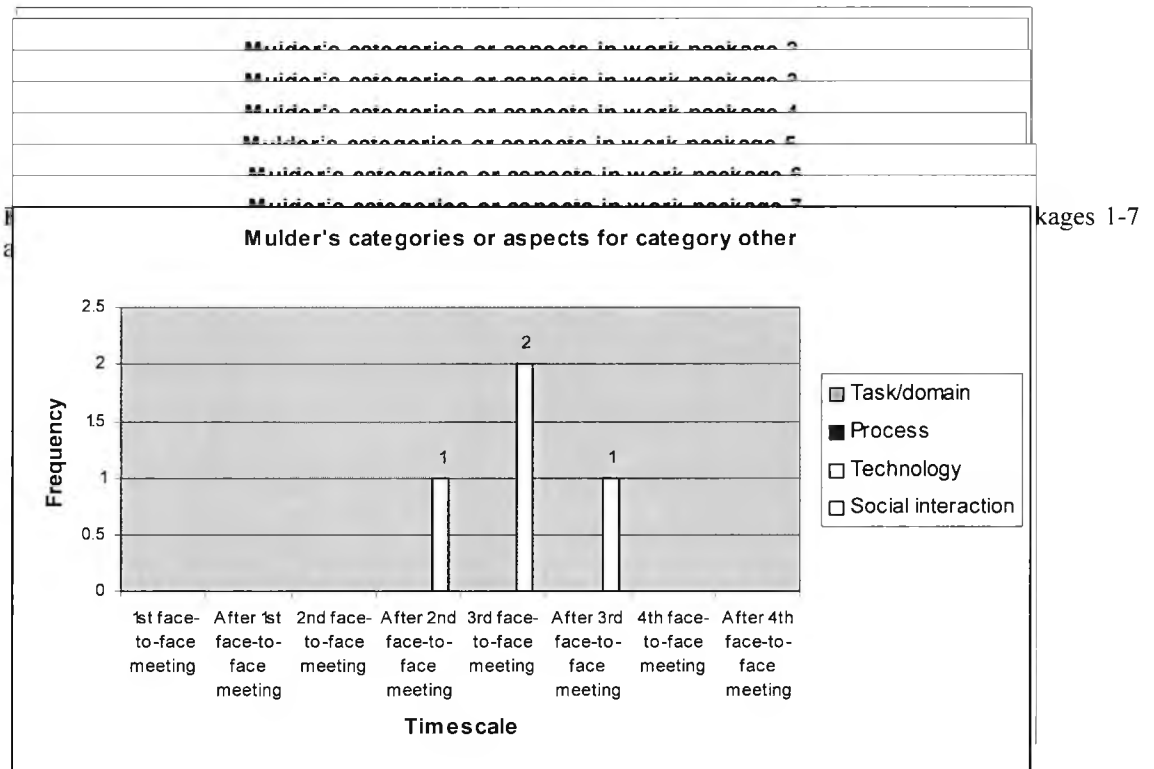 Mulder's categories or aspects in work package
Mulder's categories or aspects in work package
Mulder's categories or aspects in work package 4
Mulder's categories or aspects in work package 5
Mulder's categories or aspects in work package 6
Mulder's categories or aspects in work package 7
kages 1-7
Mulder's categories or aspects for category other
2.5
2
1.5
1
0.5
0
Frequency
1
2
1
1st face-to-face meeting
After 1st face-to-face meeting
2nd face-to-face meeting
After 2nd face-to-face meeting
3rd face-to-face meeting
After 3rd face-to-face meeting
4th face-to-face meeting
After 4th face-to-face meeting
Timescale
Task/domain
Process
Technology
Social interaction